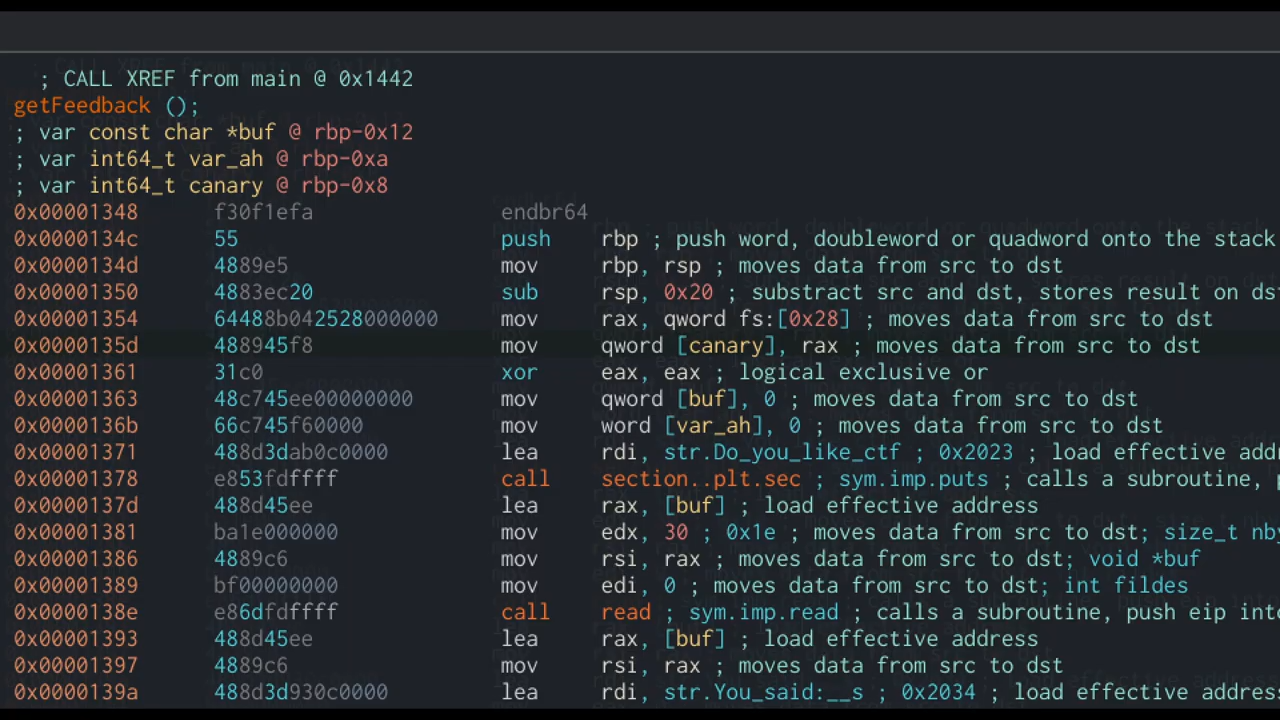 ; CALL XREF from main @ 0x1442
getFeedback ();
; var const char *buf @ rbp-0x12
; var int64_t var_ah @ rbp-0xa
; var int64_t canary @ rbp-0x8
0x00001348 f30f1efa endbr64
0x0000134c 55 push rbp ; push word, doubleword or quadword onto the stack
0x0000134d 4889e5 mov rbp, rsp ; moves data from src to dst
0x00001350 4883ec20 sub rsp, 0x20 ; substract src and dst, stores result on dst
0x00001354 64488b042528000000 mov rax, qword fs:[0x28] ; moves data from src to dst
0x0000135d 488945f8 mov qword [canary], rax ; moves data from src to dst
0x00001361 31c0 xor eax, eax ; logical exclusive or
0x00001363 48c745ee00000000 mov qword [buf], 0 ; moves data from src to dst
0x0000136b 66c745f60000 mov word [var_ah], 0 ; moves data from src to dst
0x00001371 488d3dab0c0000 lea rdi, str.Do_you_like_ctf ; 0x2023 ; load effective addr
0x00001378 e853fdffff call section..plt.sec ; sym.imp.puts ; calls a subroutine, p
0x0000137d 488d45ee lea rax, [buf] ; load effective address
0x00001381 ba1e000000 mov edx, 30 ; 0x1e ; moves data from src to dst; size_t nby
0x00001386 4889c6 mov rsi, rax ; moves data from src to dst; void *buf
0x00001389 bf00000000 mov edi, 0 ; moves data from src to dst; int fildes
0x0000138e e86dfdffff call read ; sym.imp.read ; calls a subroutine, push eip into
0x00001393 488d45ee lea rax, [buf] ; load effective address
0x00001397 4889c6 mov rsi, rax ; moves data from src to dst
0x0000139a 488d3d930c0000 lea rdi, str.You_said:__s ; 0x2034 ; load effective address